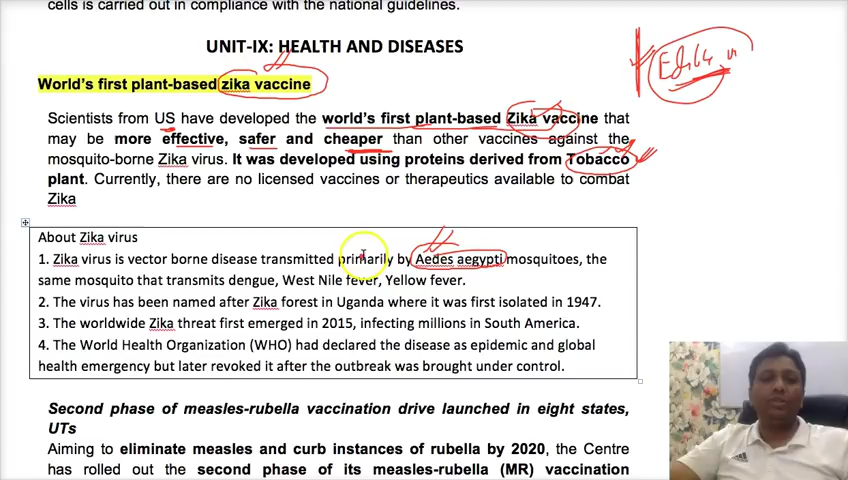 cells is carried out in compliance with the national guidelines.
UNIT-IX: HEALTH AND DISEASES
World's first plant-based zika vaccine
Scientists from US have developed the world's first plant-based Zika vaccine that
may be more effective, safer and cheaper than other vaccines against the
mosquito-borne Zika virus. It was developed using proteins derived from Tobacco
plant. Currently, there are no licensed vaccines or therapeutics available to combat
Zika
About Zika virus
1. Zika virus is vector borne disease transmitted primarily by Aedes aegypti mosquitoes, the
same mosquito that transmits dengue, West Nile fever, Yellow fever.
2. The virus has been named after Zika forest in Uganda where it was first isolated in 1947.
3. The worldwide Zika threat first emerged in 2015, infecting millions in South America.
4. The World Health Organization (WHO) had declared the disease as epidemic and global
health emergency but later revoked it after the outbreak was brought under control.
Second phase of measles-rubella vaccination drive launched in eight states,
UTs
Aiming to eliminate measles and curb instances of rubella by 2020, the Centre
has rolled out the second phase of its measles-rubella (MR) vaccination